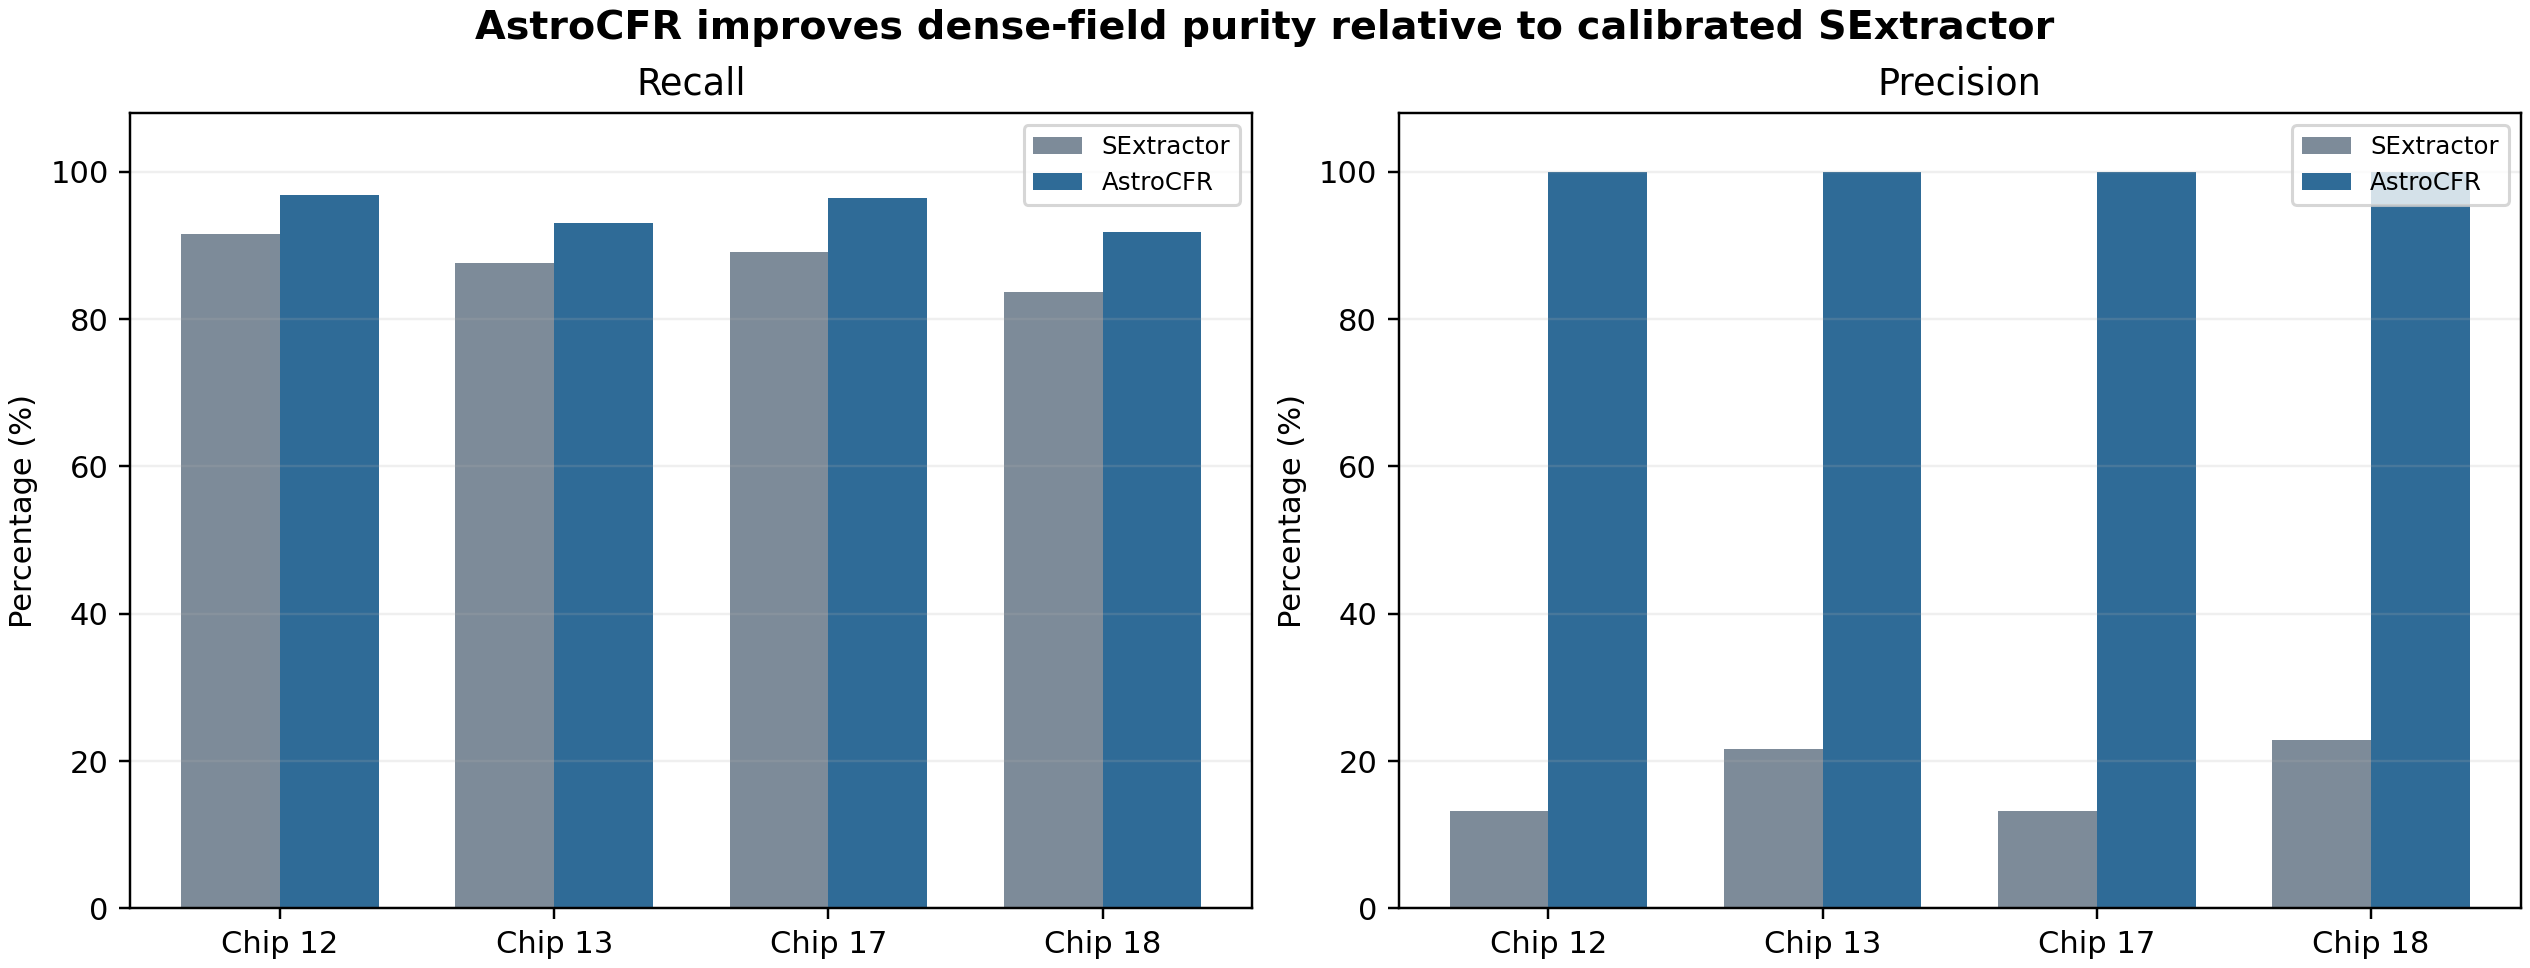 AstroCFR improves dense-field purity relative to calibrated SExtractor
Recall
Percentage (%)
100
80
60
40
20
0
Chip 12
Chip 13
Chip 17
Chip 18
SExtractor
AstroCFR
Precision
Percentage (%)
100
80
60
40
20
0
Chip 12
Chip 13
Chip 17
Chip 18
SExtractor
AstroCFR